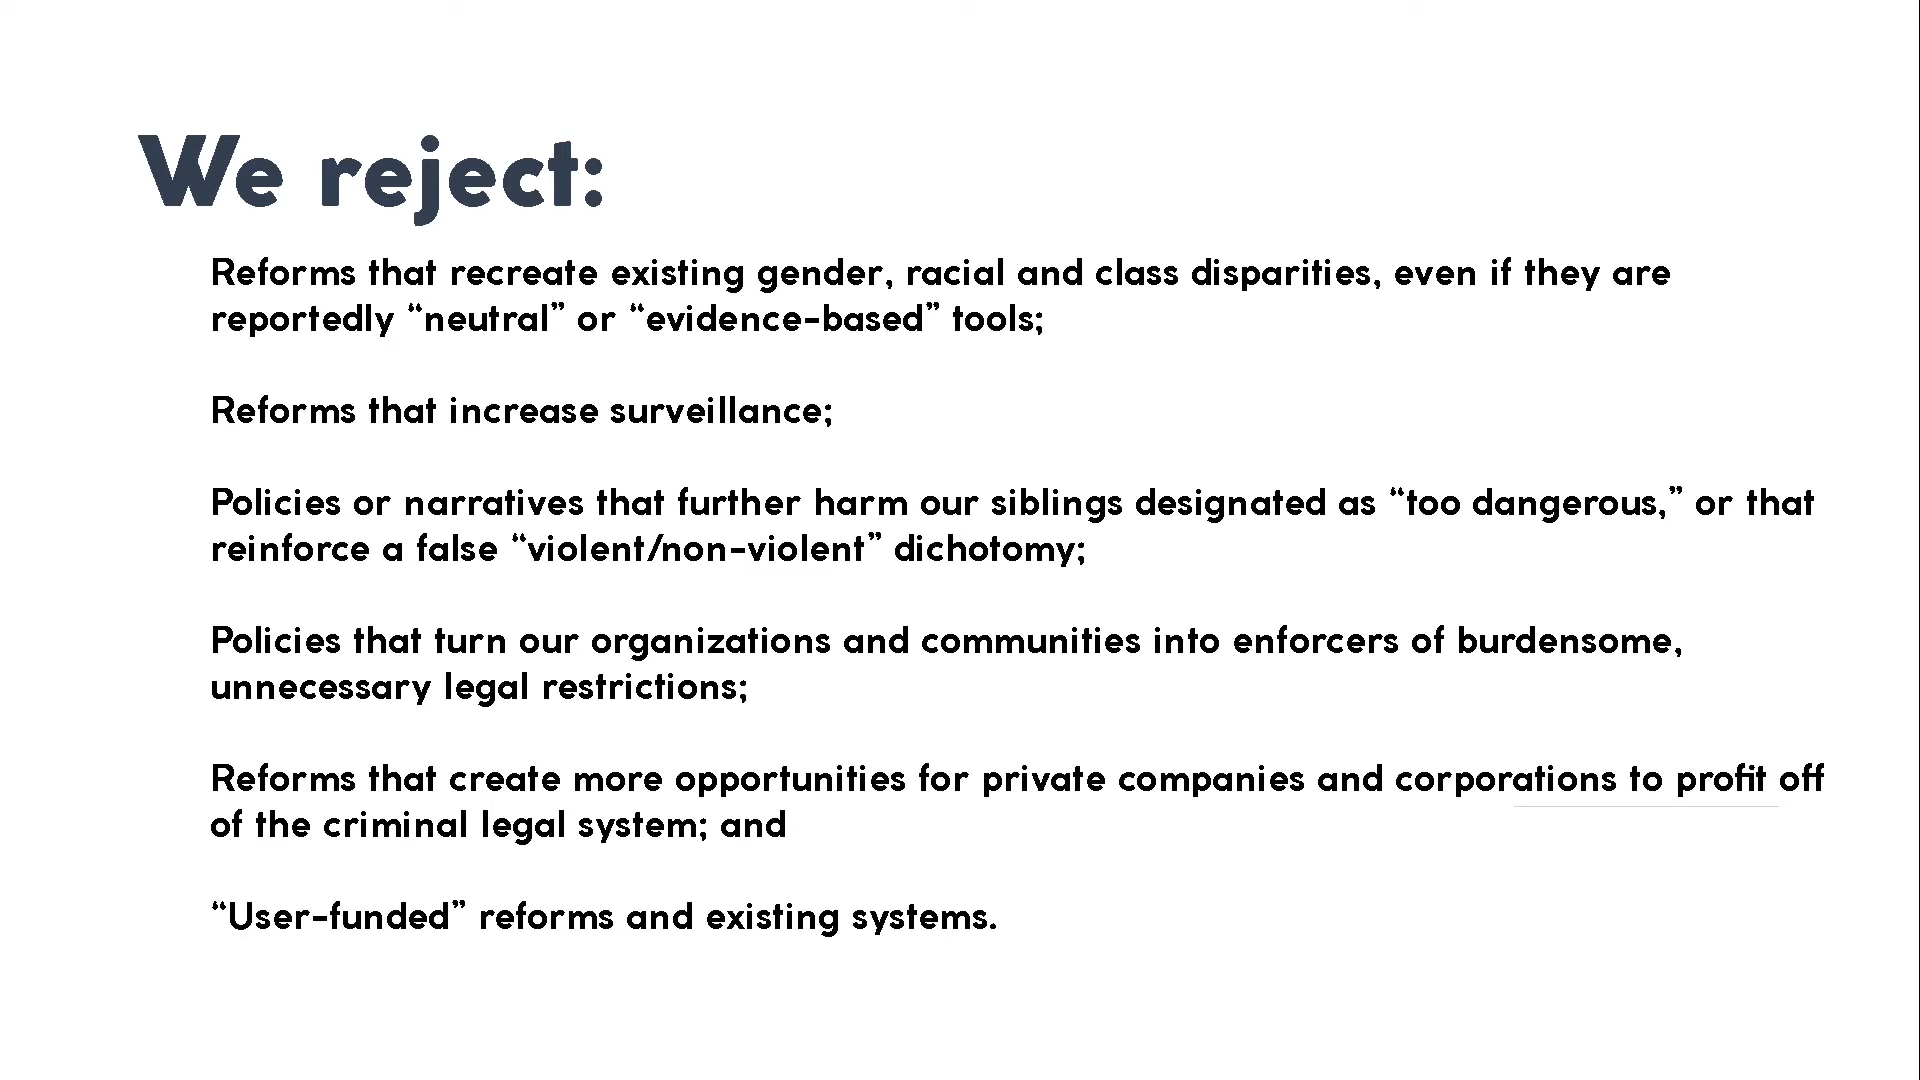 We reject:
Reforms that recreate existing gender, racial and class disparities, even if they are
reportedly “neutral” or “evidence-based” tools;
Reforms that increase surveillance;
Policies or narratives that further harm our siblings designated as “too dangerous,” or that
reinforce a false “violent/non-violent” dichotomy;
Policies that turn our organizations and communities into enforcers of burdensome,
unnecessary legal restrictions;
Reforms that create more opportunities for private companies and corporations to profit off
of the criminal legal system; and
“User-funded” reforms and existing systems.